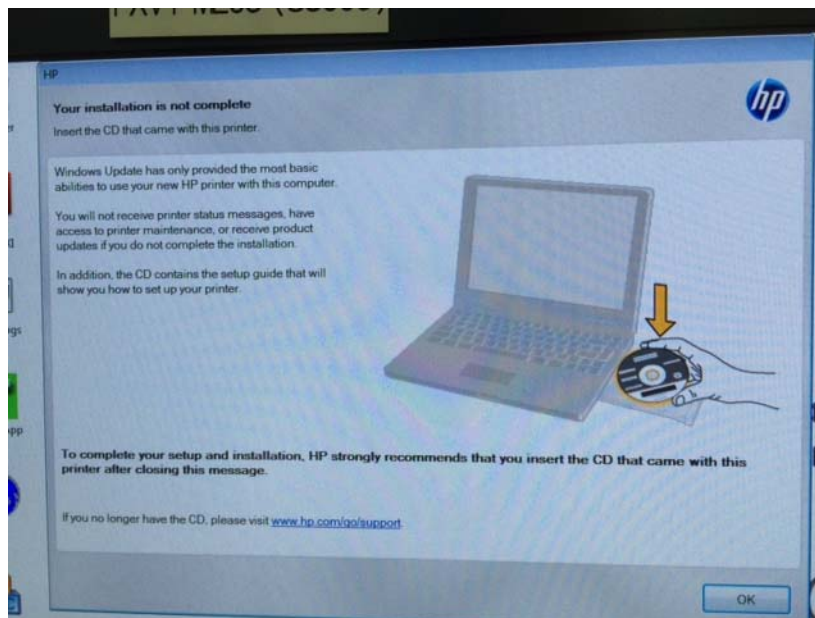 HP
hp
Your installation is not complete
Insert the CD that came with this printer.
Windows Update has only provided the most basic
abilities to use your new HP printer with this computer.
You will not receive printer status messages, have
access to printer maintenance, or receive product
updates if you do not complete the installation.
In addition, the CD contains the setup guide that will
show you how to set up your printer.
To complete your setup and installation, HP strongly recommends that you insert the CD that came with this
printer after closing this message.
If you no longer have the CD, please visit www.hp.com/go/support.
OK